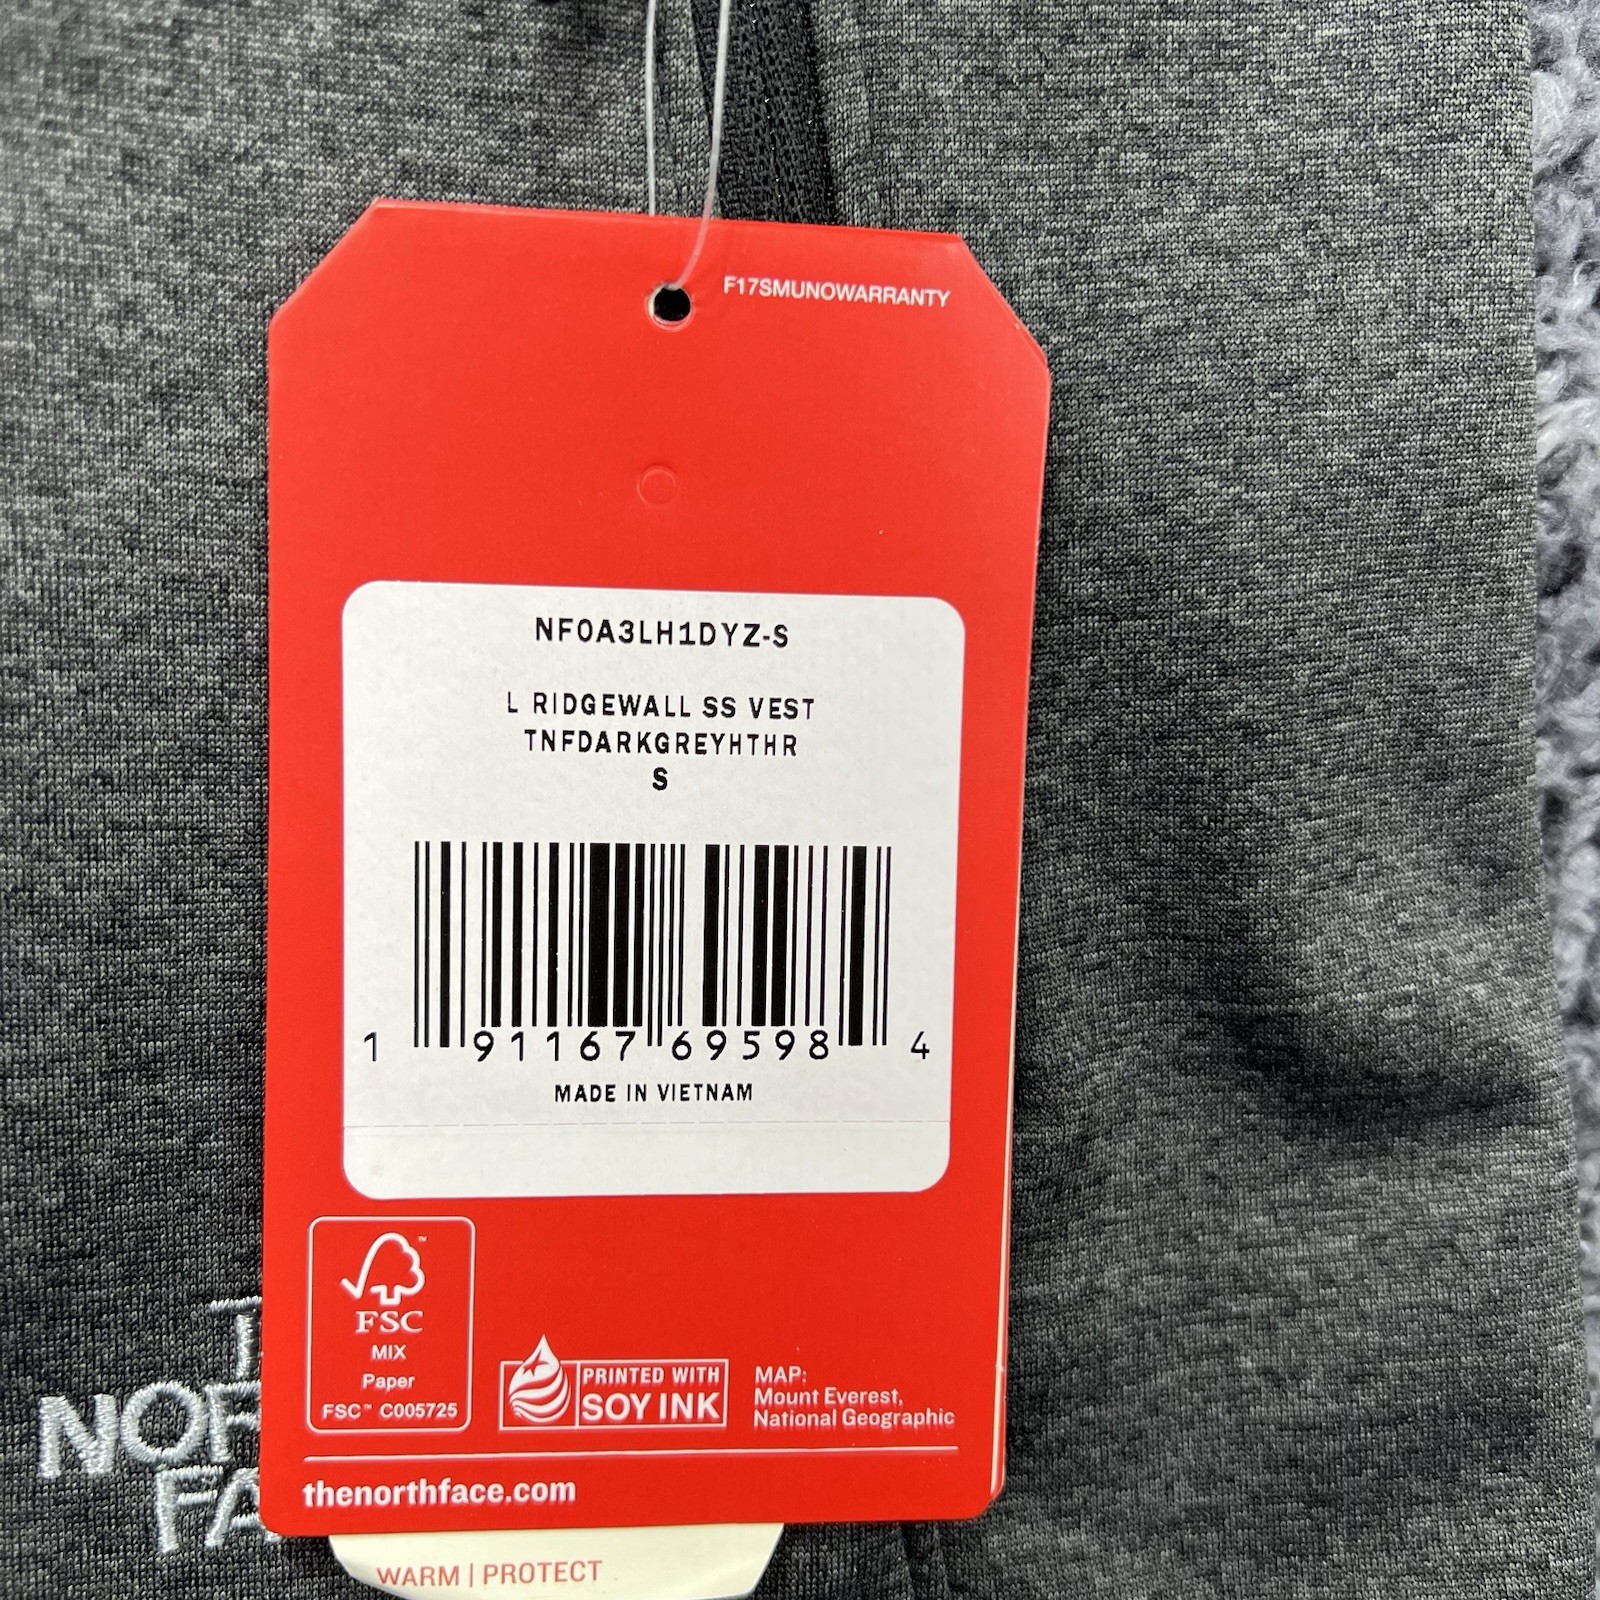 F17SMUNOWARRANTY
NF0A3LH1DYZ-S
L RIDGEWALL SS VEST
TNFDARKGREYHTHR
S
1 91167 69598 4
MADE IN VIETNAM
FSC™
MIX
Paper
FSC™ C005725
PRINTED WITH
SOY INK
MAP:
Mount Everest,
National Geographic
thenorthface.com
WARM | PROTECT